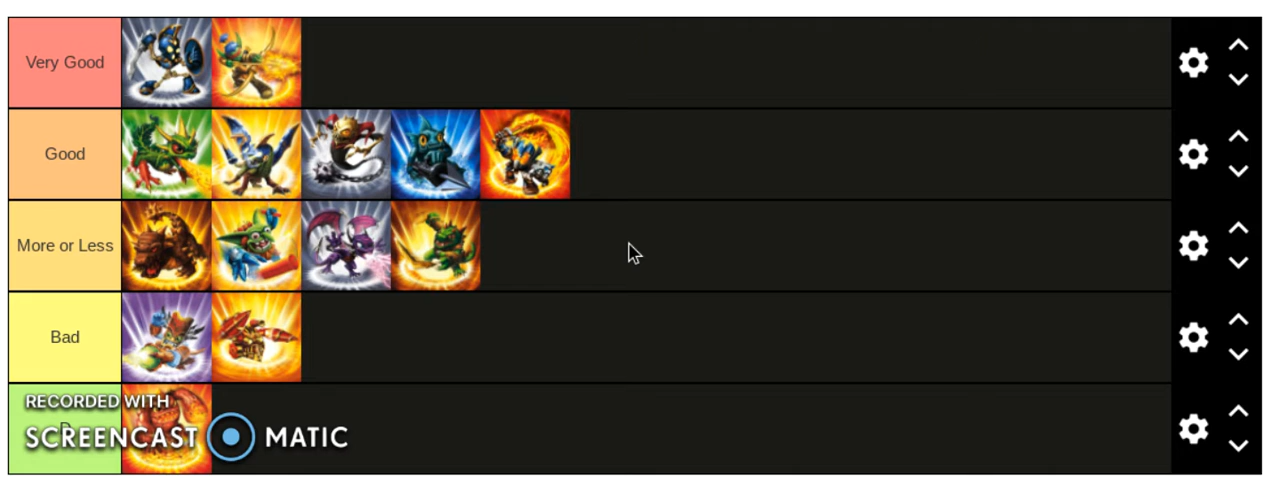 Very Good
Good
More or Less
Bad
RECORDED WITH
SCREENCAST MATIC